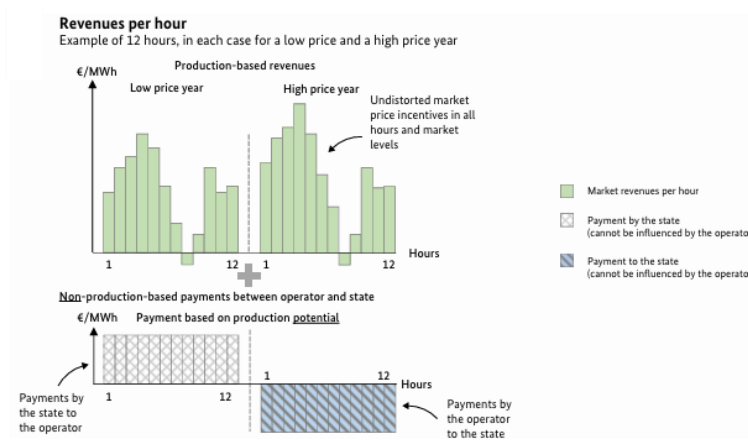 Revenues per hour
Example of 12 hours, in each case for a low price and a high price year
Production-based revenues
€/MWh
Low price year
High price year
Undistorted market
price incentives in all
hours and market
levels
Hours
1
12
1
12
Market revenues per hour
Payment by the state
(cannot be influenced by the operato
Payment to the state
(cannot be influenced by the operato
Non-production-based payments between operator and state
€/MWh
Payment based on production potential
1
12
Hours
1
12
Payments by
the state to
the operator
Payments by
the operator
to the state